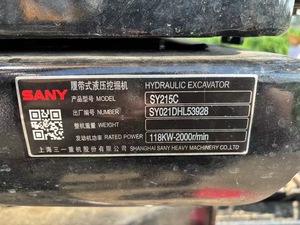 SANY
履带式液压挖掘机 HYDRAULIC EXCAVATOR
产品型号 MODEL SY215C
出厂编号 NUMBER SY021DHL53928
整机重量 WEIGHT
发动机功率 RATED POWER 118KW-2000r/min
上海三一重机股份有限公司 SHANGHAI SANY HEAVY MACHINERY CO.,LTD